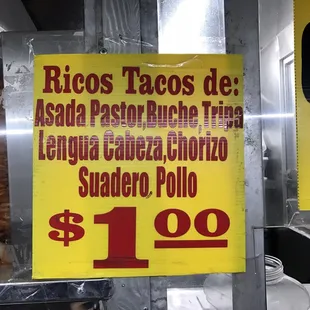 Ricos Tacos de:
Asada Pastor,Buche,Tripa
Lengua Cabeza,Chorizo
Suadero, Pollo
$1.00